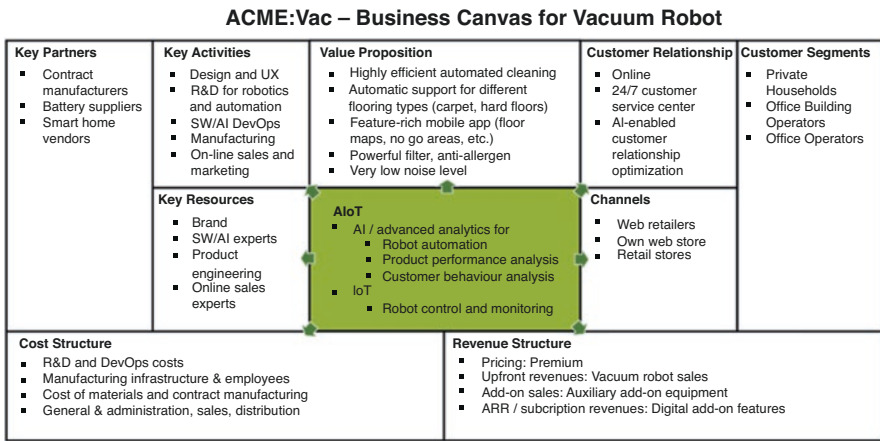 ACME:Vac – Business Canvas for Vacuum Robot
Key Partners
Contract
manufacturers
Battery suppliers
Smart home
vendors
Key Activities
Design and UX
R&D for robotics
and automation
SW/AI DevOps
Manufacturing
On-line sales and
marketing
Value Proposition
Highly efficient automated cleaning
Automatic support for different
flooring types (carpet, hard floors)
Feature-rich mobile app (floor
maps, no go areas, etc.)
Powerful filter, anti-allergen
Very low noise level
Customer Relationship
Online
24/7 customer
service center
AI-enabled
customer
relationship
optimization
Customer Segments
Private
Households
Office Building
Operators
Office Operators
Key Resources
Brand
SW/AI experts
Product
engineering
Online sales
experts
AIoT
AI / advanced analytics for
Robot automation
Product performance analysis
Customer behaviour analysis
IoT
Robot control and monitoring
Channels
Web retailers
Own web store
Retail stores
Cost Structure
R&D and DevOps costs
Manufacturing infrastructure & employees
Cost of materials and contract manufacturing
General & administration, sales, distribution
Revenue Structure
Pricing: Premium
Upfront revenues: Vacuum robot sales
Add-on sales: Auxiliary add-on equipment
ARR / subcription revenues: Digital add-on features